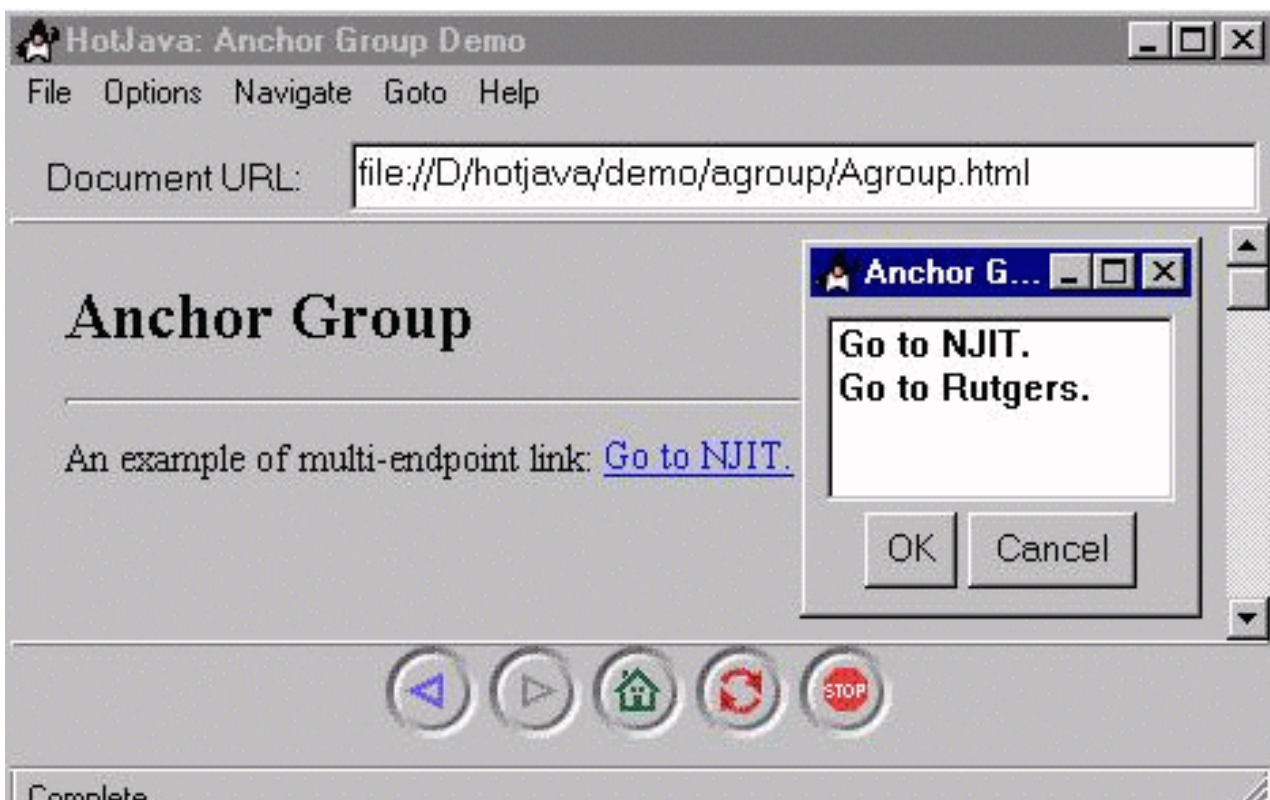 HotJava: Anchor Group Demo
File Options Navigate Goto Help
Document URL: file://D/hotjava/demo/agroup/Agroup.html
Anchor Group
An example of multi-endpoint link: Go to NJIT.
Anchor G...
Go to NJIT.
Go to Rutgers.
OK Cancel
STOP
Complete